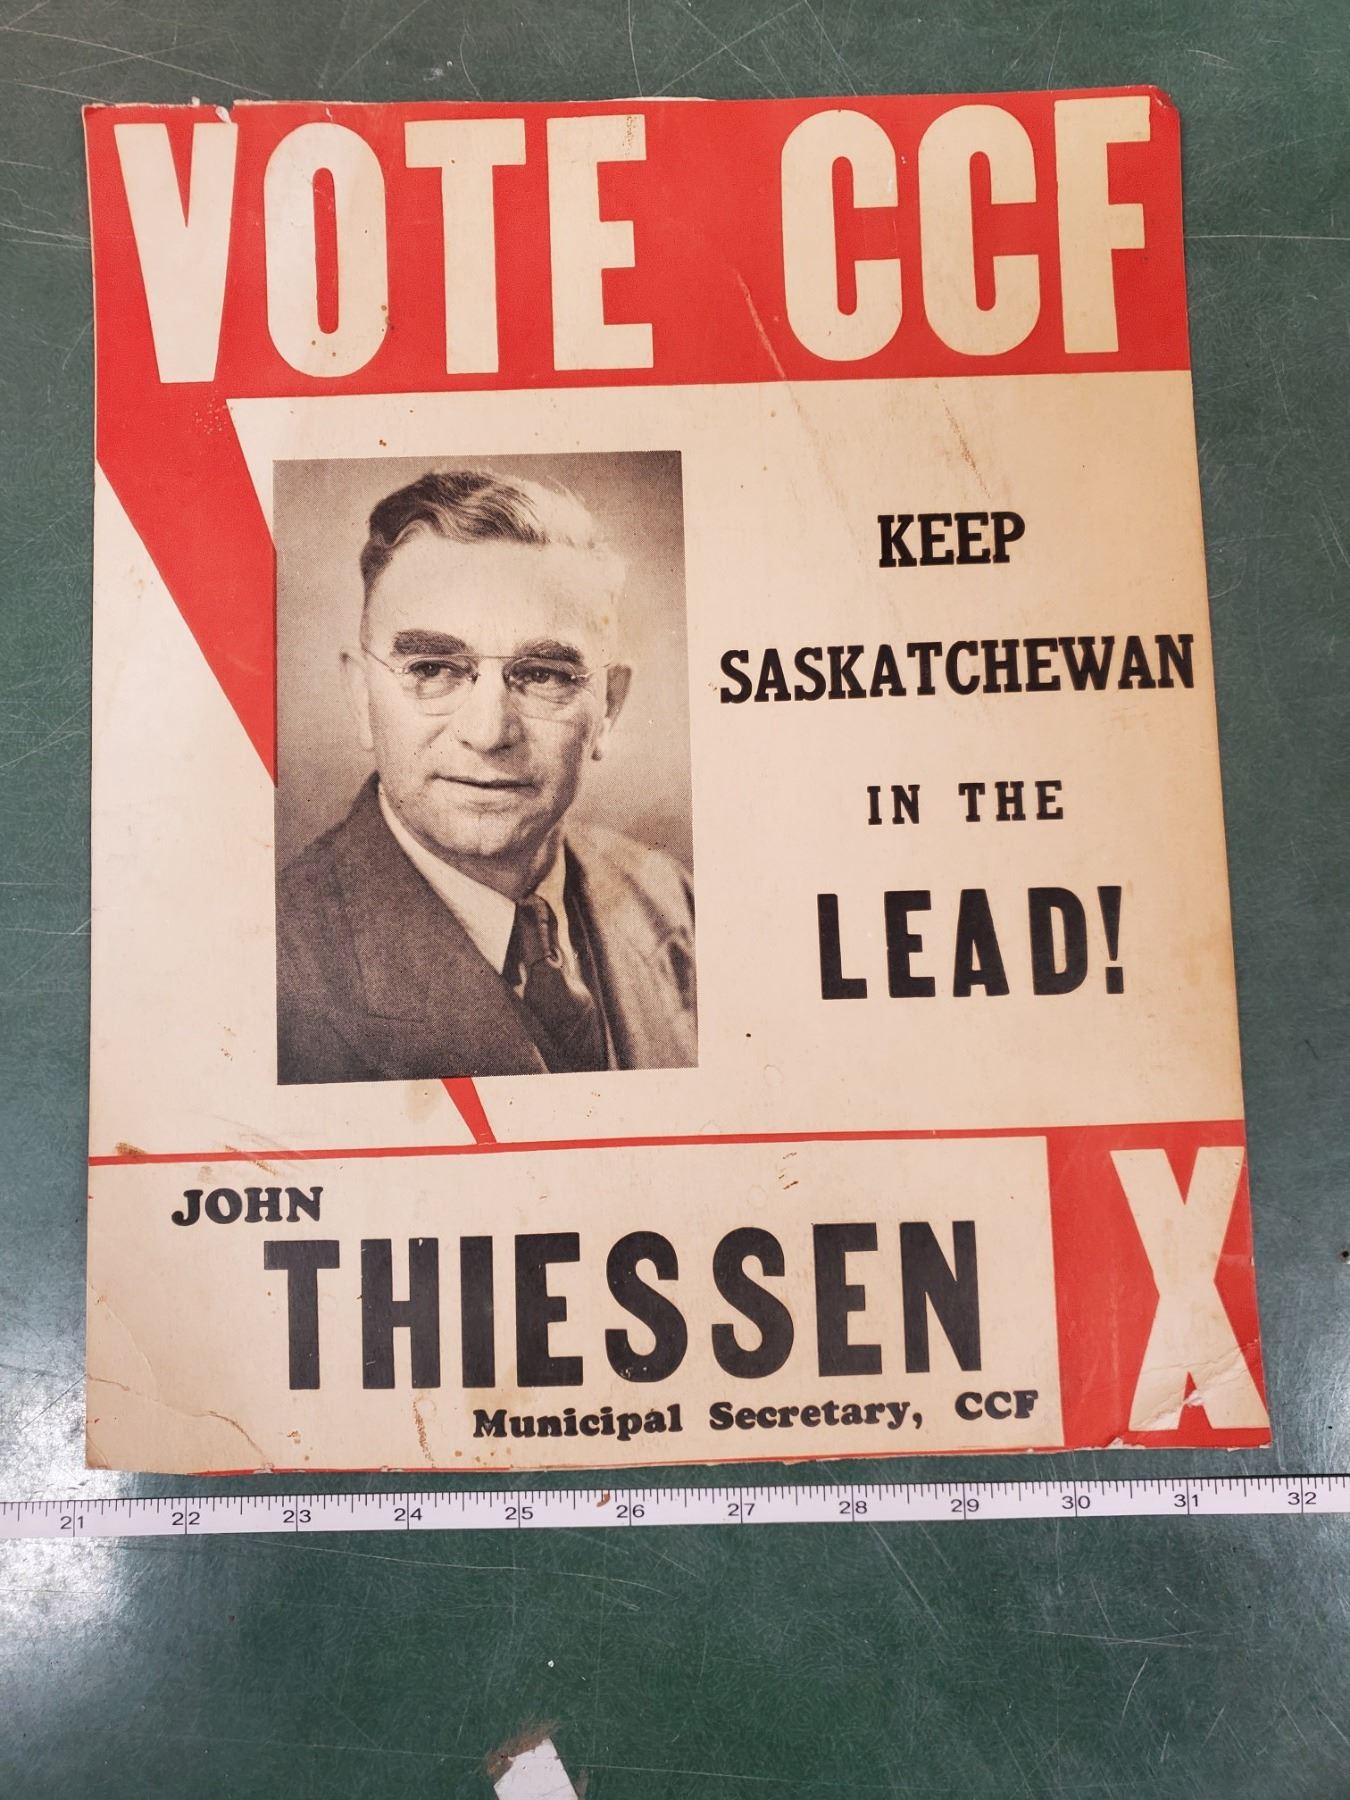 VOTE CCF
KEEP
SASKATCHEWAN
IN THE
LEAD!
JOHN
THIESSEN
Municipal Secretary, CCF
X
21 22 23 24 25 26 27 28 29 30 31 32